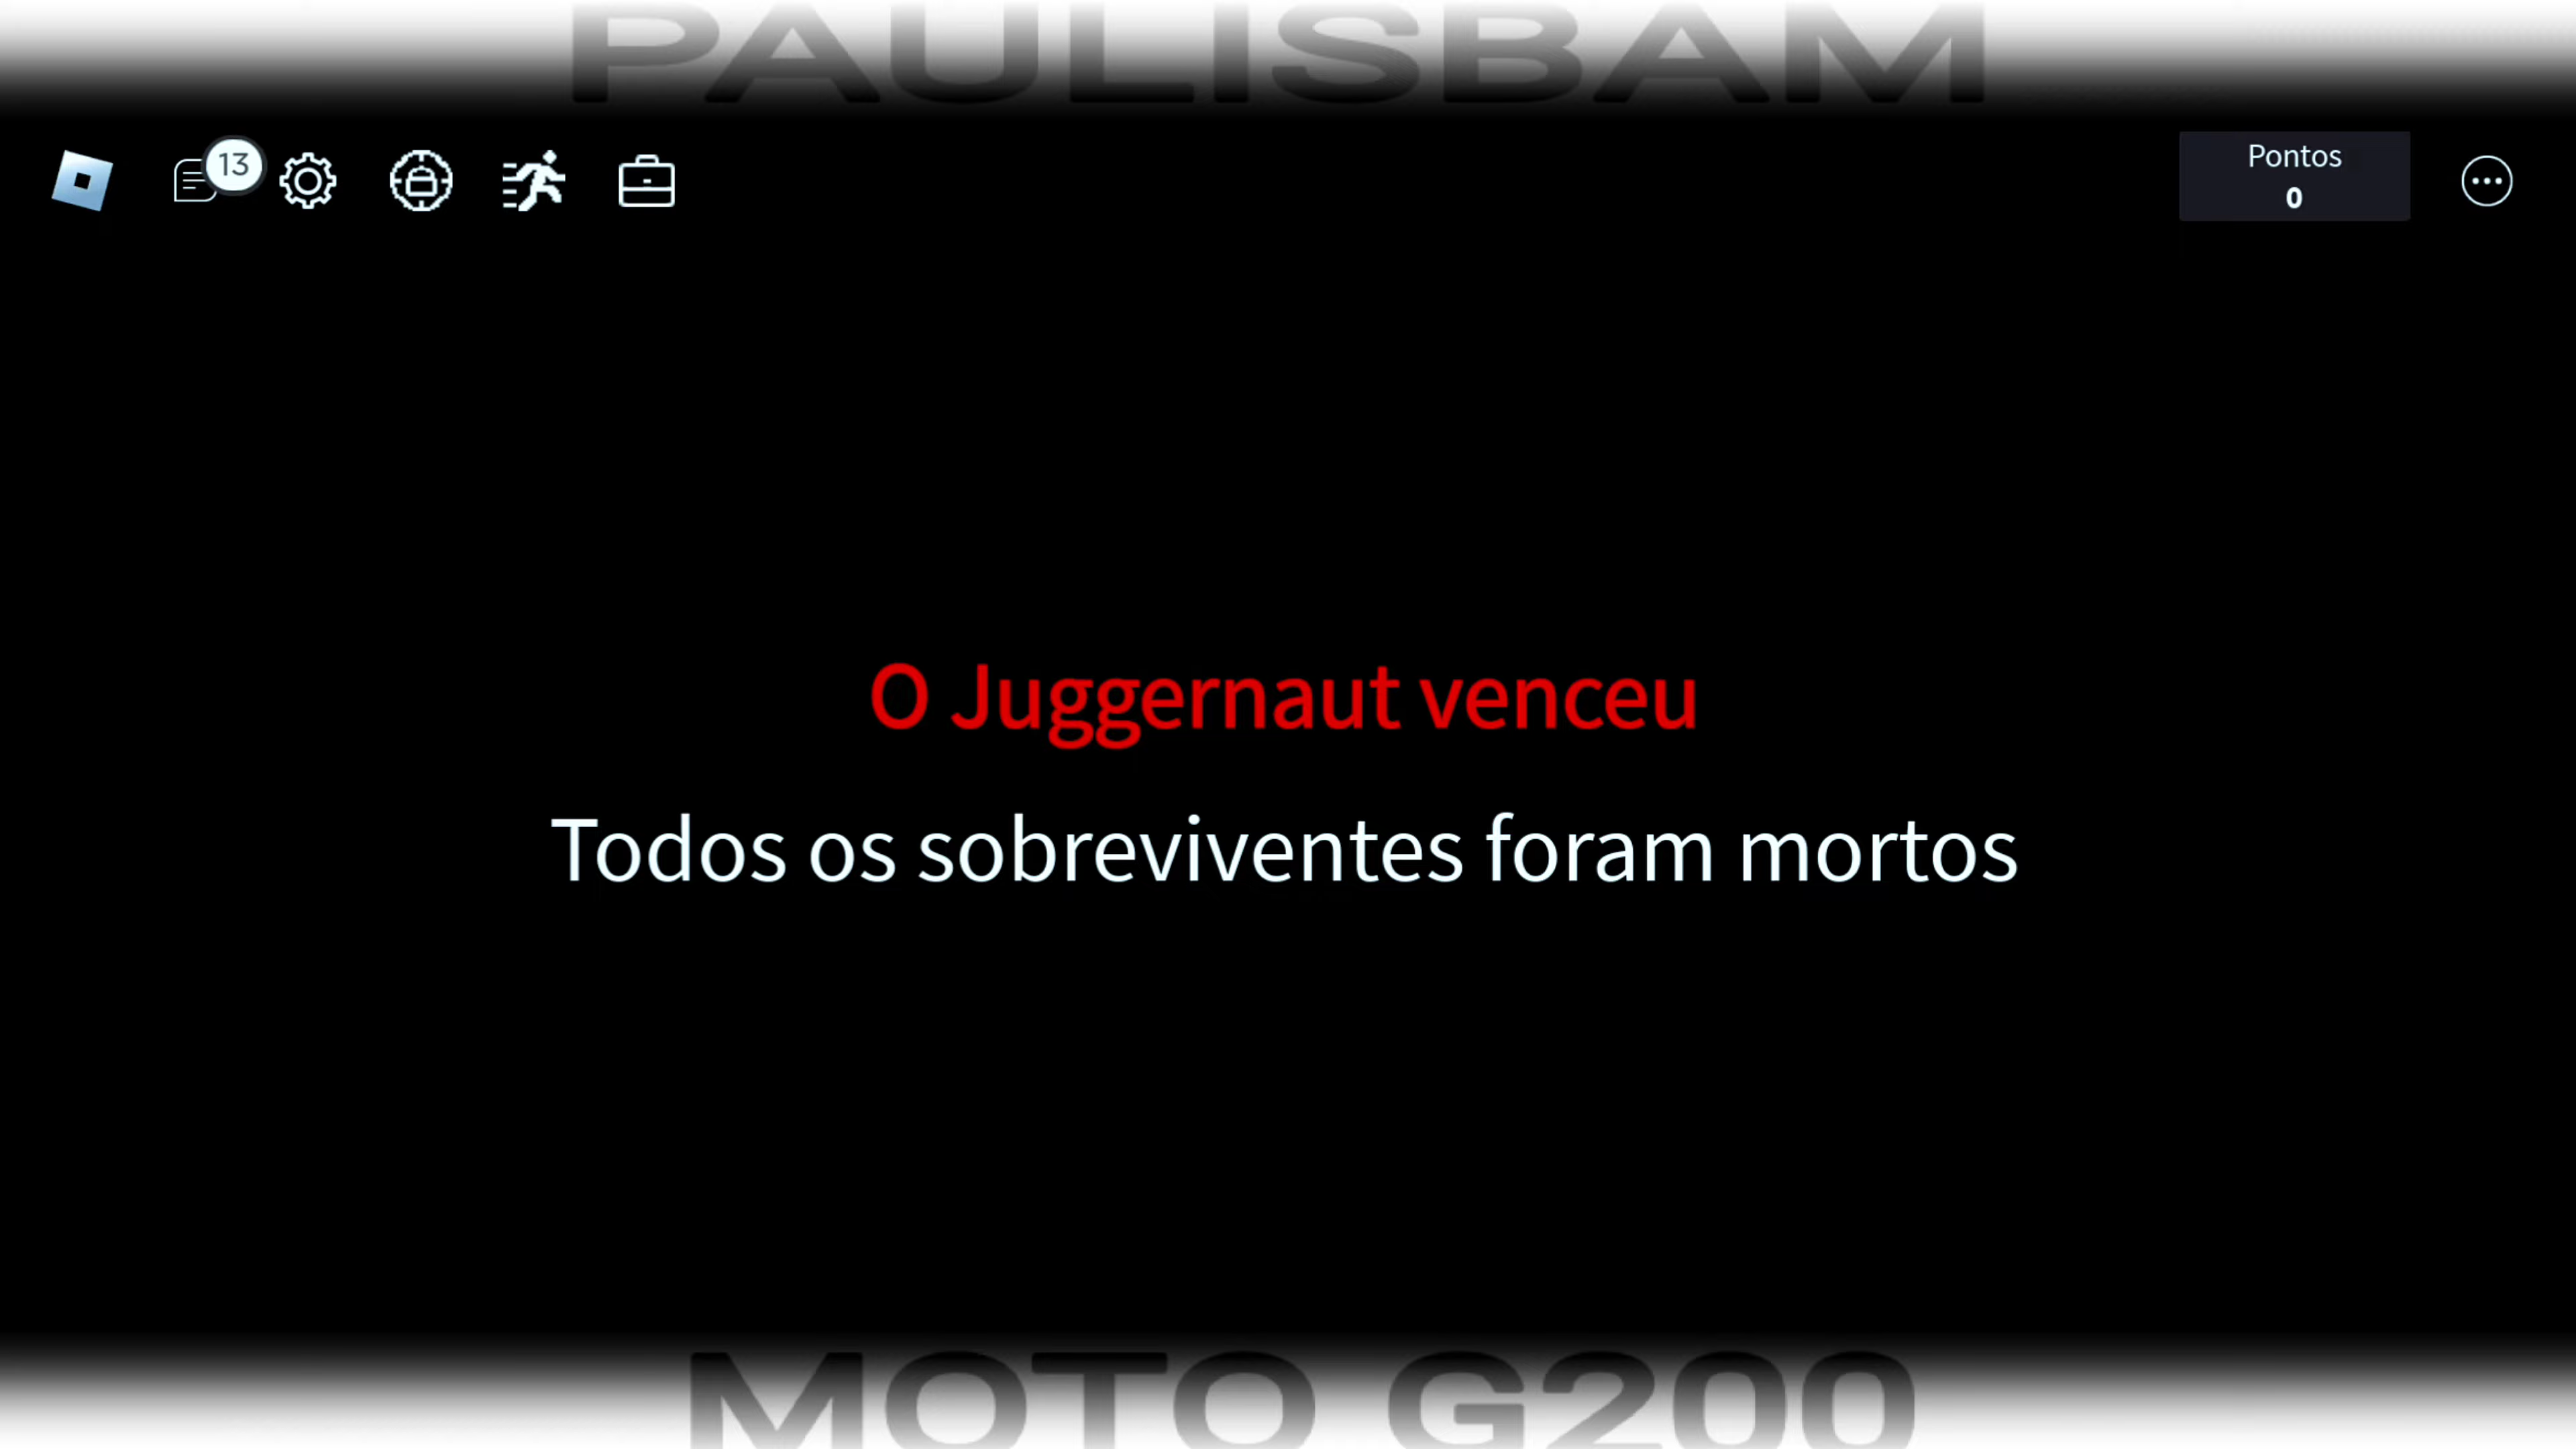 PAULISBAM
13
Pontos
0
O Juggernaut venceu
Todos os sobreviventes foram mortos
MOTO G200